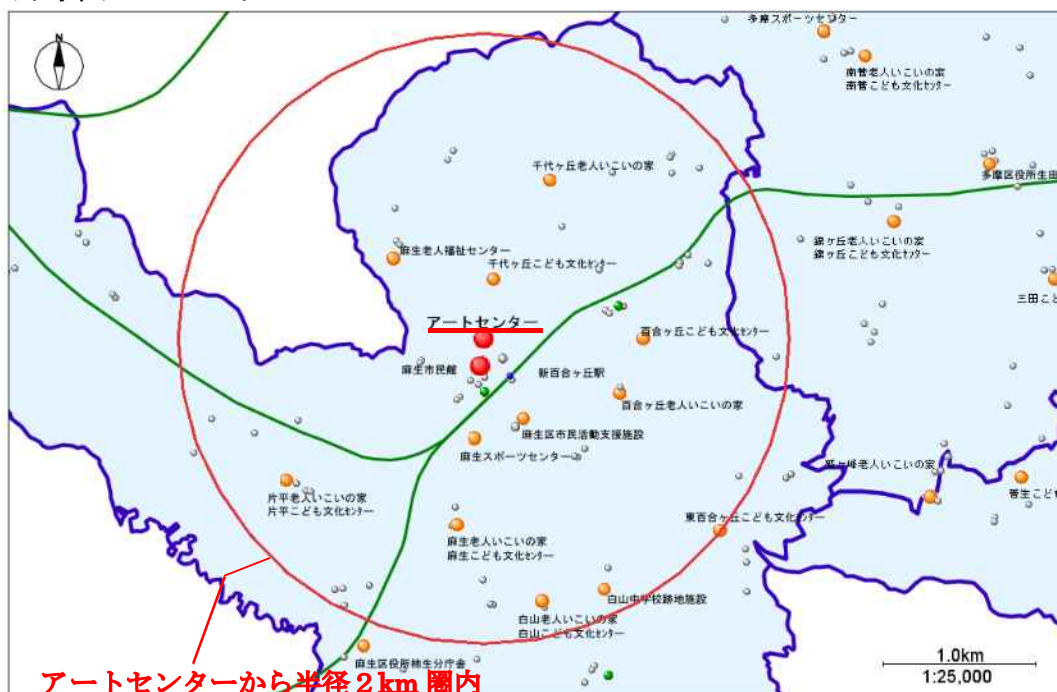 多摩スポーツセンター
南菅老人いこいの家
南菅こども文化センター
千代ヶ丘老人いこいの家
多摩区役所生田
麻生老人福祉センター
千代ヶ丘こども文化センター
錦ヶ丘老人いこいの家
錦ヶ丘こども文化センター
三田こど
アートセンター
百合ヶ丘こども文化センター
麻生市民館
新百合ヶ丘駅
百合ヶ丘老人いこいの家
麻生区市民活動支援施設
麻生スポーツセンター
鷲ヶ峰老人いこいの家
菅生こども
片平老人いこいの家
片平こども文化センター
東百合ヶ丘こども文化センター
麻生老人いこいの家
麻生こども文化センター
白山中学校跡地施設
白山老人いこいの家
白山こども文化センター
麻生区役所柿生分庁舎
1.0km
1:25,000
アートセンターから半径2km 圏内